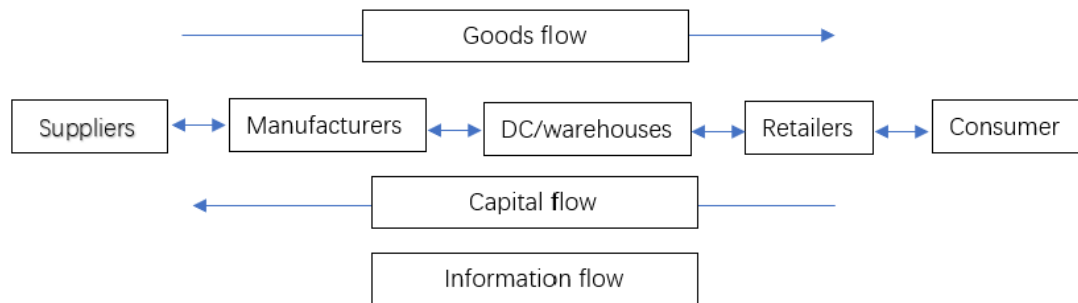 Goods flow
Suppliers Manufacturers DC/warehouses Retailers Consumer
Capital flow
Information flow